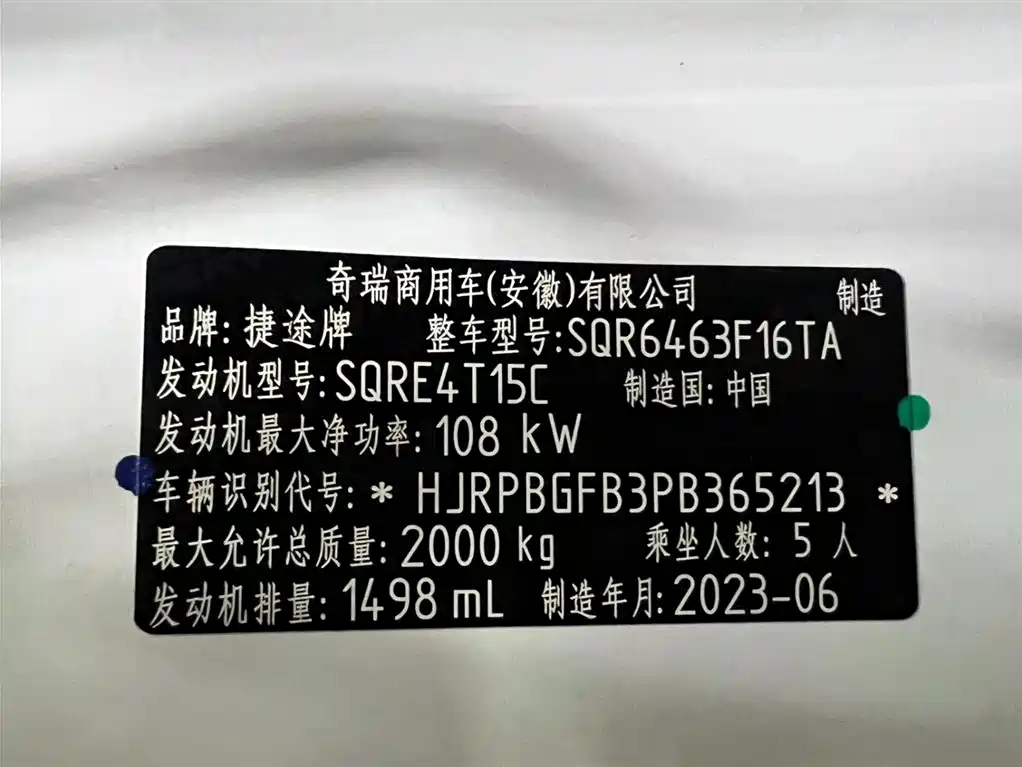 奇瑞商用车(安徽)有限公司 制造
品牌: 捷途牌 整车型号:SQR6463F16TA
发动机型号:SQRE4T15C 制造国: 中国
发动机最大净功率: 108 kW
车辆识别代号: * HJRPBGFB3PB365213 *
最大允许总质量: 2000 kg 乘坐人数: 5 人
发动机排量: 1498 mL 制造年月: 2023-06